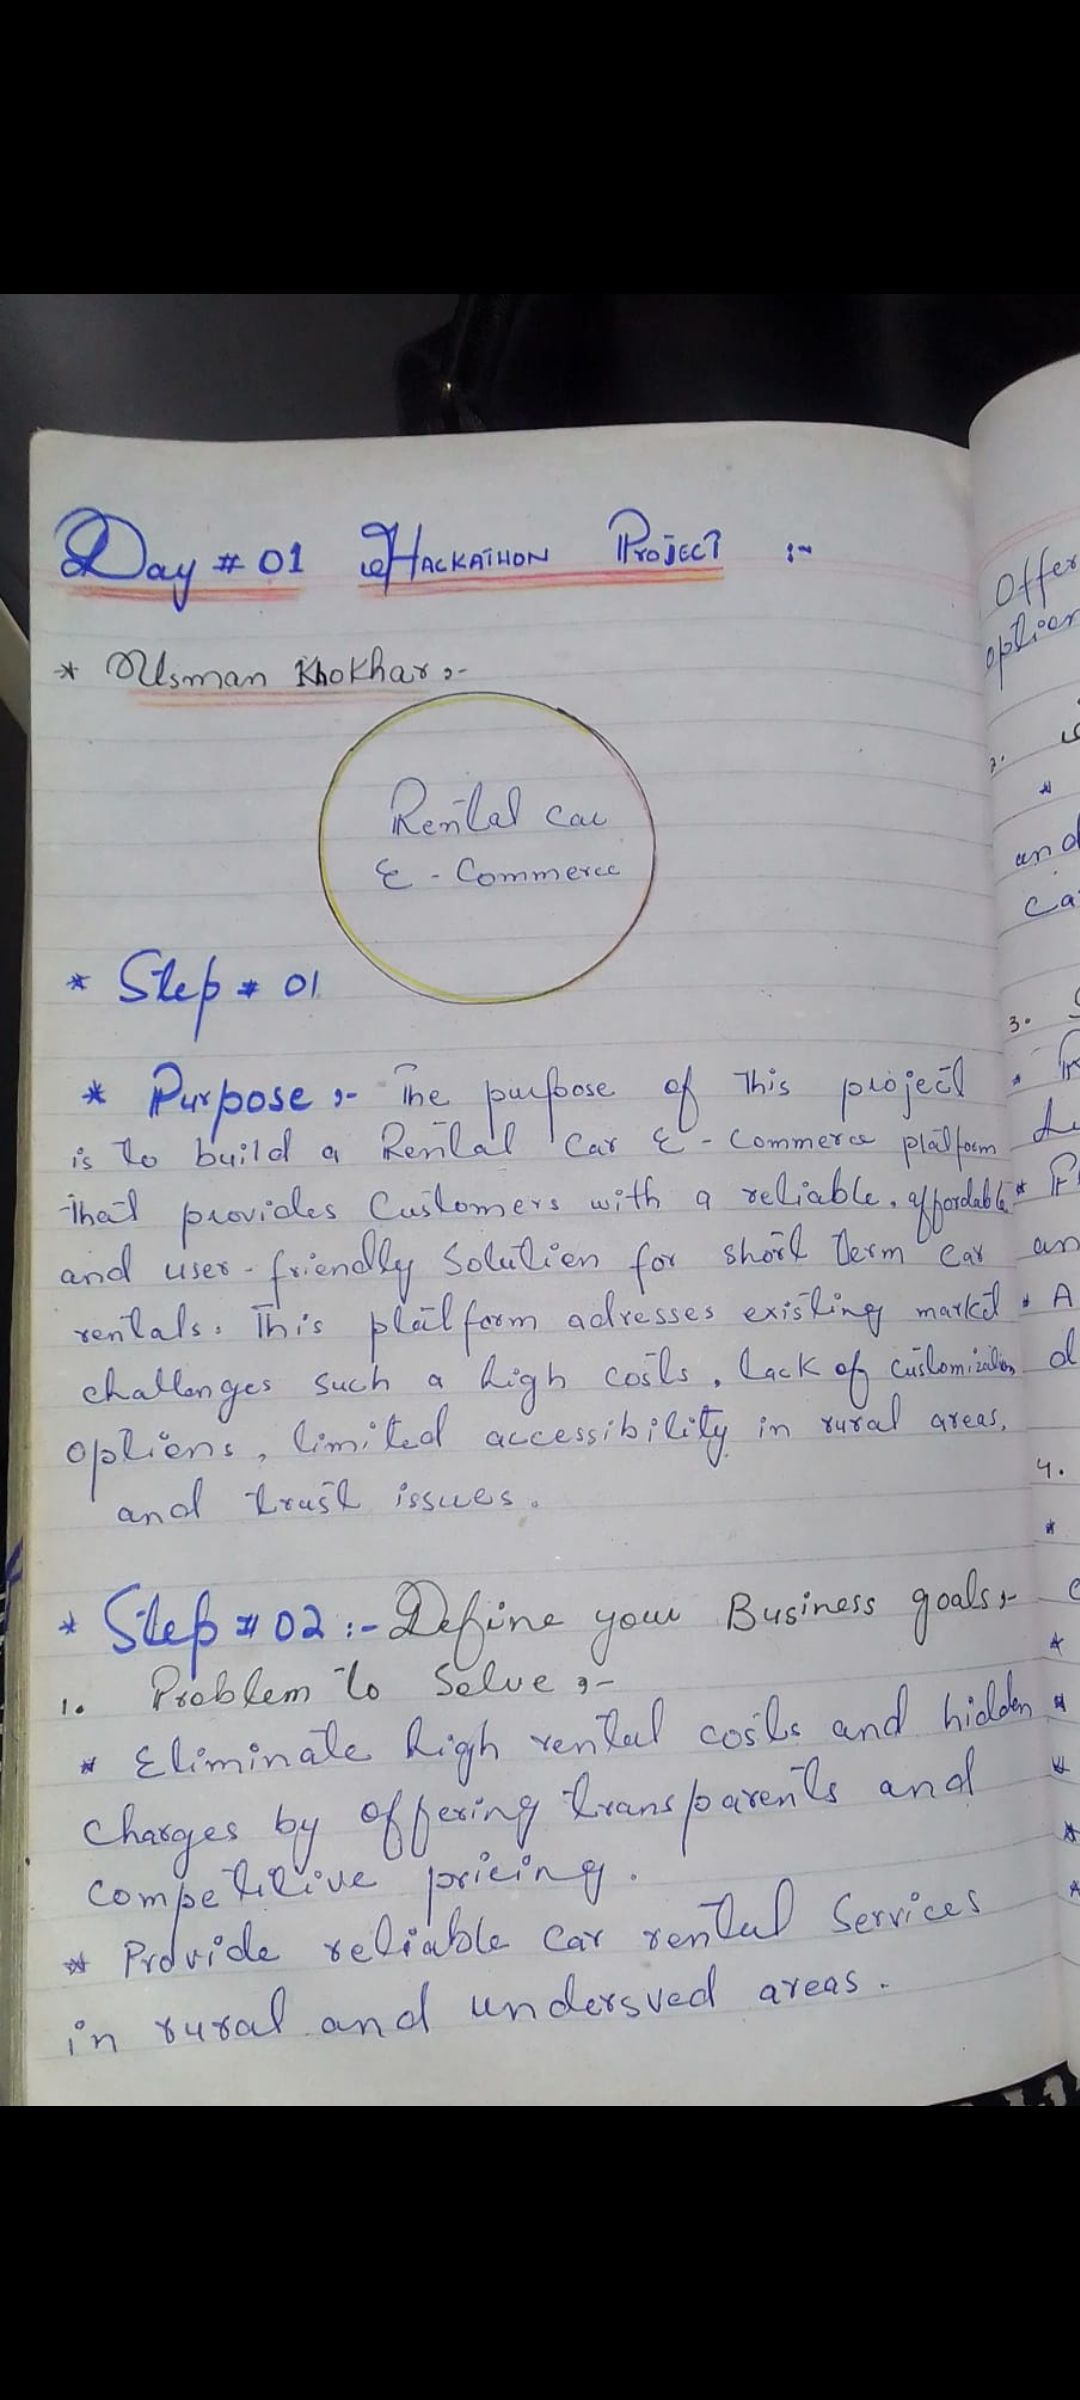 Day # 01 Hackathon Project :-
* Usman Khokhar :-
Rental Car
E - Commerce
* Step # 01
* Purpose :- The purpose of this project
is to build a Rental Car E - Commerce platform
that provides Customers with a reliable, affordable
and user-friendly Solution for short term car
rentals. This platform adresses existing market
challenges such a high costs, lack of customization
options, limited accessibility in rural areas,
and trust issues.
* Step # 02 :- Define your Business goals :-
1. Problem to Solve :-
* Eliminate high rental costs and hidden
Charges by offering transparents and
competitive pricing.
* Provide reliable Car rental Services
in rural and undersved areas.
Offer
option
2.
*
and
ca
3.
*
*
an
* A
d
4.
*
*
*
*
*
*